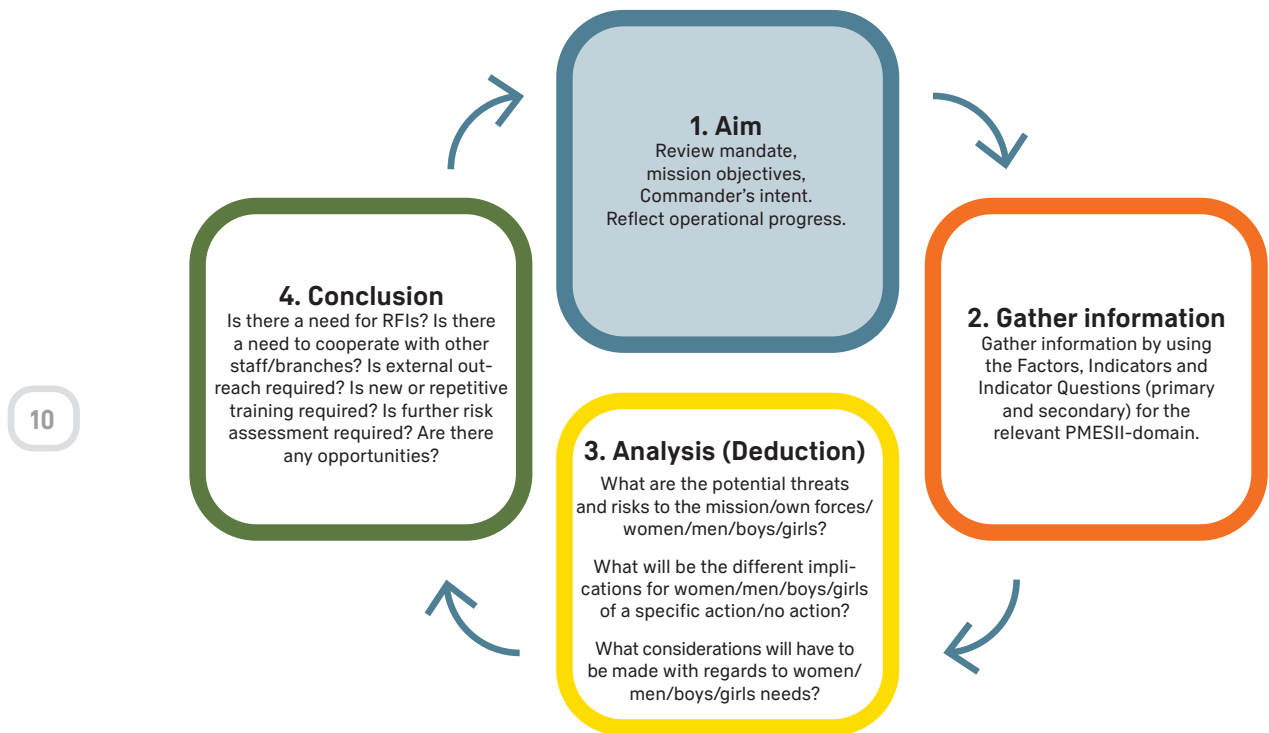 1. Aim
Review mandate,
mission objectives,
Commander's intent.
Reflect operational progress.
2. Gather information
Gather information by using
the Factors, Indicators and
Indicator Questions (primary
and secondary) for the
relevant PMESII-domain.
3. Analysis (Deduction)
What are the potential threats
and risks to the mission/own forces/
women/men/boys/girls?
What will be the different impli-
cations for women/men/boys/girls
of a specific action/no action?
What considerations will have to
be made with regards to women/
men/boys/girls needs?
4. Conclusion
Is there a need for RFIs? Is there
a need to cooperate with other
staff/branches? Is external out-
reach required? Is new or repetitive
training required? Is further risk
assessment required? Are there
any opportunities?
10